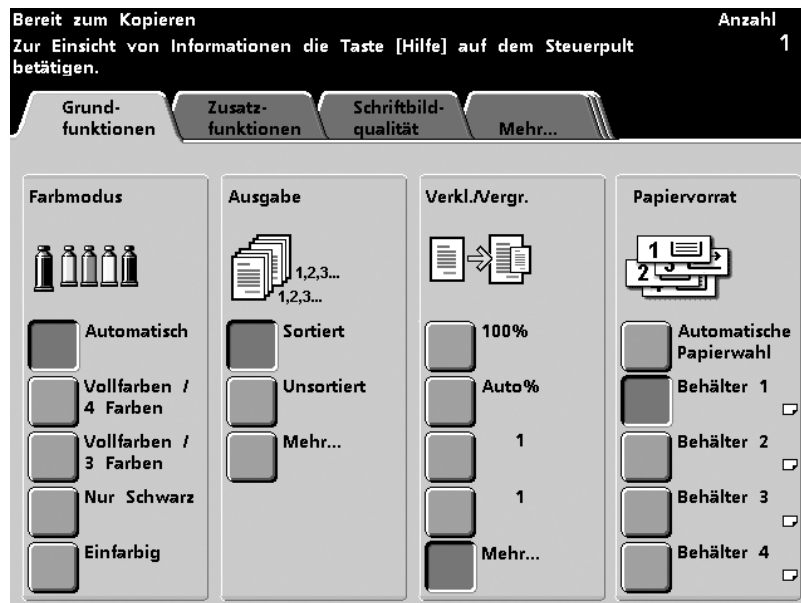 Bereit zum Kopieren
Anzahl
Zur Einsicht von Informationen die Taste [Hilfe] auf dem Steuerpult
1
betätigen.
Grund-
funktionen
Zusatz-
funktionen
Schriftbild-
qualität
Mehr...
Farbmodus
Automatisch
Vollfarben /
4 Farben
Vollfarben /
3 Farben
Nur Schwarz
Einfarbig
Ausgabe
1,2,3...
1,2,3...
Sortiert
Unsortiert
Mehr...
Verkl./Vergr.
100%
Auto%
1
1
Mehr...
Papiervorrat
1
2
3
Automatische
Papierwahl
Behälter 1
Behälter 2
Behälter 3
Behälter 4